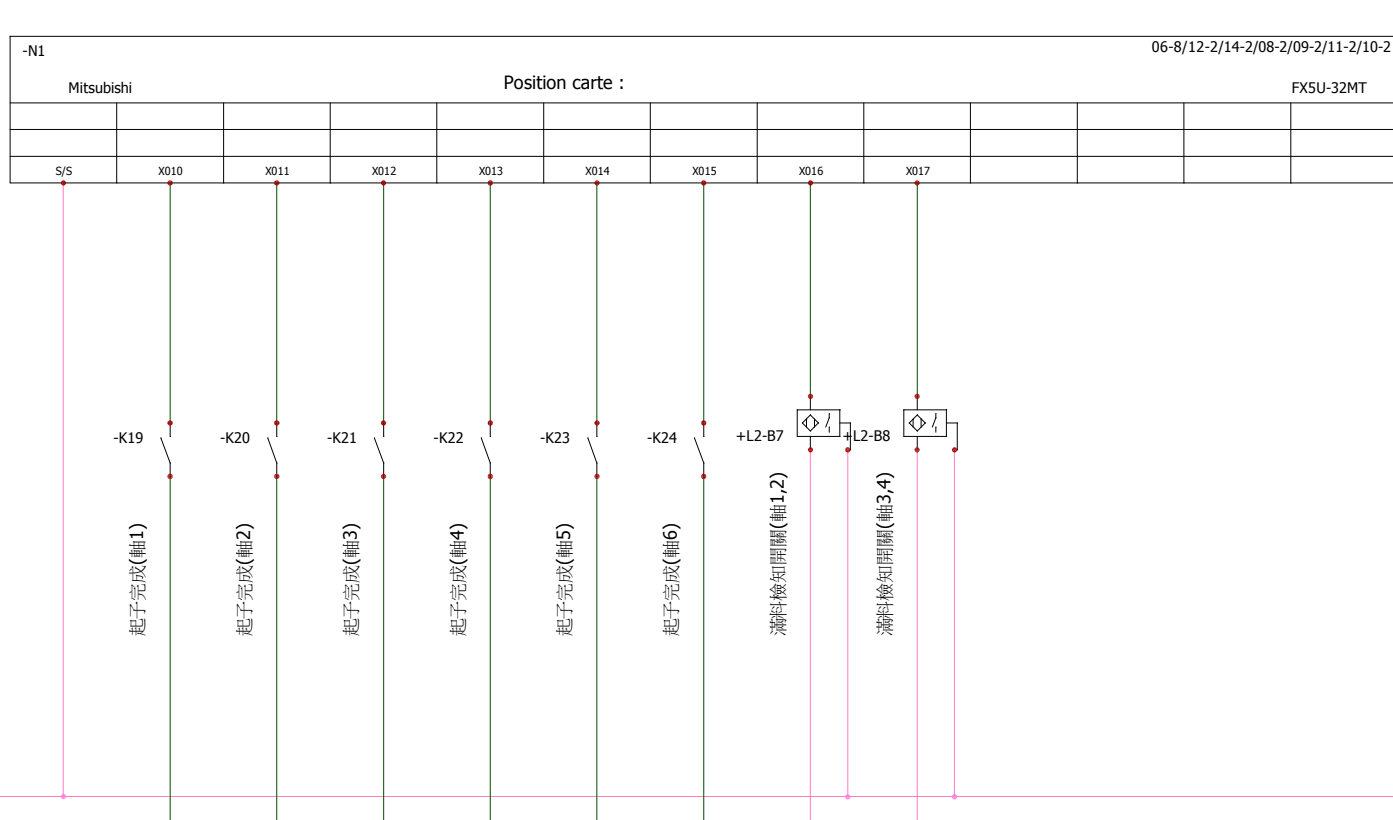 -N1
06-8/12-2/14-2/08-2/09-2/11-2/10-2
Mitsubishi
Position carte :
FX5U-32MT
S/S
X010
X011
X012
X013
X014
X015
X016
X017
-K19
-K20
-K21
-K22
-K23
-K24
+L2-B7
+L2-B8
起子完成(軸1)
起子完成(軸2)
起子完成(軸3)
起子完成(軸4)
起子完成(軸5)
起子完成(軸6)
滿料檢知開關(軸1,2)
滿料檢知開關(軸3,4)